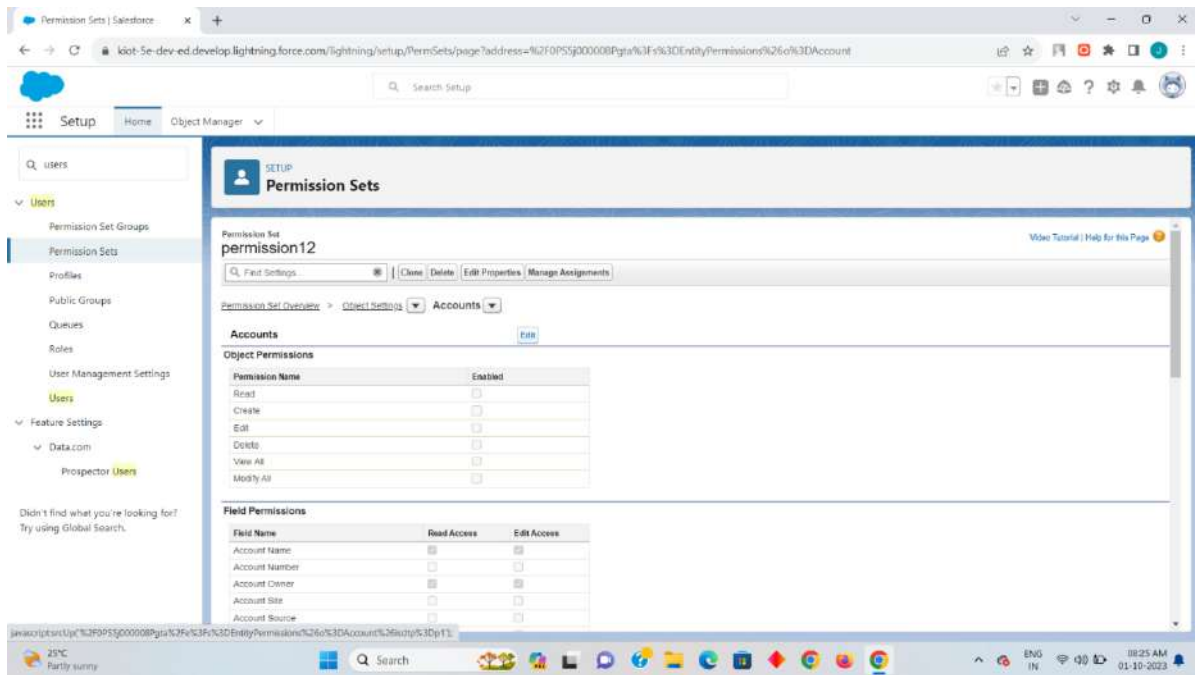 Permission Sets | Salesforce
kiot-5e-dev-ed.develop.lightning.force.com/lightning/setup/PermSets/page?address=%2F0PS5j000008Pgta%3Fs%3DEntityPermissions%26o%3DAccount
Search Setup
Setup Home Object Manager
users
SETUP
Permission Sets
Users
Permission Set Groups
Permission Sets
Profiles
Public Groups
Queues
Roles
User Management Settings
Users
Feature Settings
Data.com
Prospector Users
Didn't find what you're looking for?
Try using Global Search.
Permission Set
permission12
Video Tutorial | Help for this Page
Find Settings... Clone Delete Edit Properties Manage Assignments
Permission Set Overview > Object Settings Accounts
Accounts Edit
Object Permissions
Permission Name Enabled
Read
Create
Edit
Delete
View All
Modify All
Field Permissions
Field Name Read Access Edit Access
Account Name
Account Number
Account Owner
Account Site
Account Source
25°C
Partly sunny
Search
ENG
IN
08:25 AM
01-10-2023